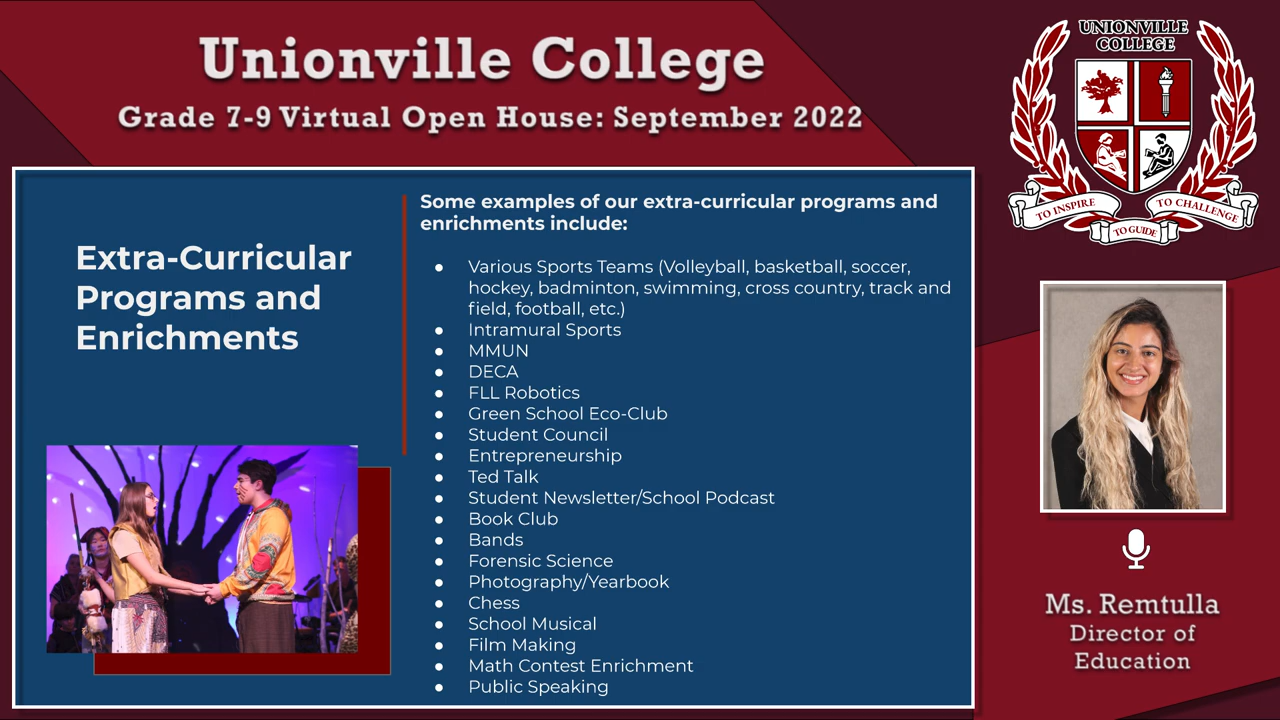 Unionville College
Grade 7-9 Virtual Open House: September 2022
UNIONVILLE
COLLEGE
TO INSPIRE
TO GUIDE
TO CHALLENGE
Extra-Curricular
Programs and
Enrichments
Some examples of our extra-curricular programs and
enrichments include:
● Various Sports Teams (Volleyball, basketball, soccer,
hockey, badminton, swimming, cross country, track and
field, football, etc.)
● Intramural Sports
● MMUN
● DECA
● FLL Robotics
● Green School Eco-Club
● Student Council
● Entrepreneurship
● Ted Talk
● Student Newsletter/School Podcast
● Book Club
● Bands
● Forensic Science
● Photography/Yearbook
● Chess
● School Musical
● Film Making
● Math Contest Enrichment
● Public Speaking
Ms. Remtulla
Director of
Education